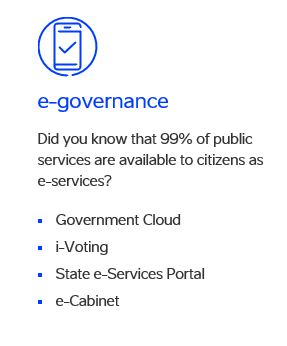 e-governance
Did you know that 99% of public
services are available to citizens as
e-services?
Government Cloud
i-Voting
State e-Services Portal
e-Cabinet